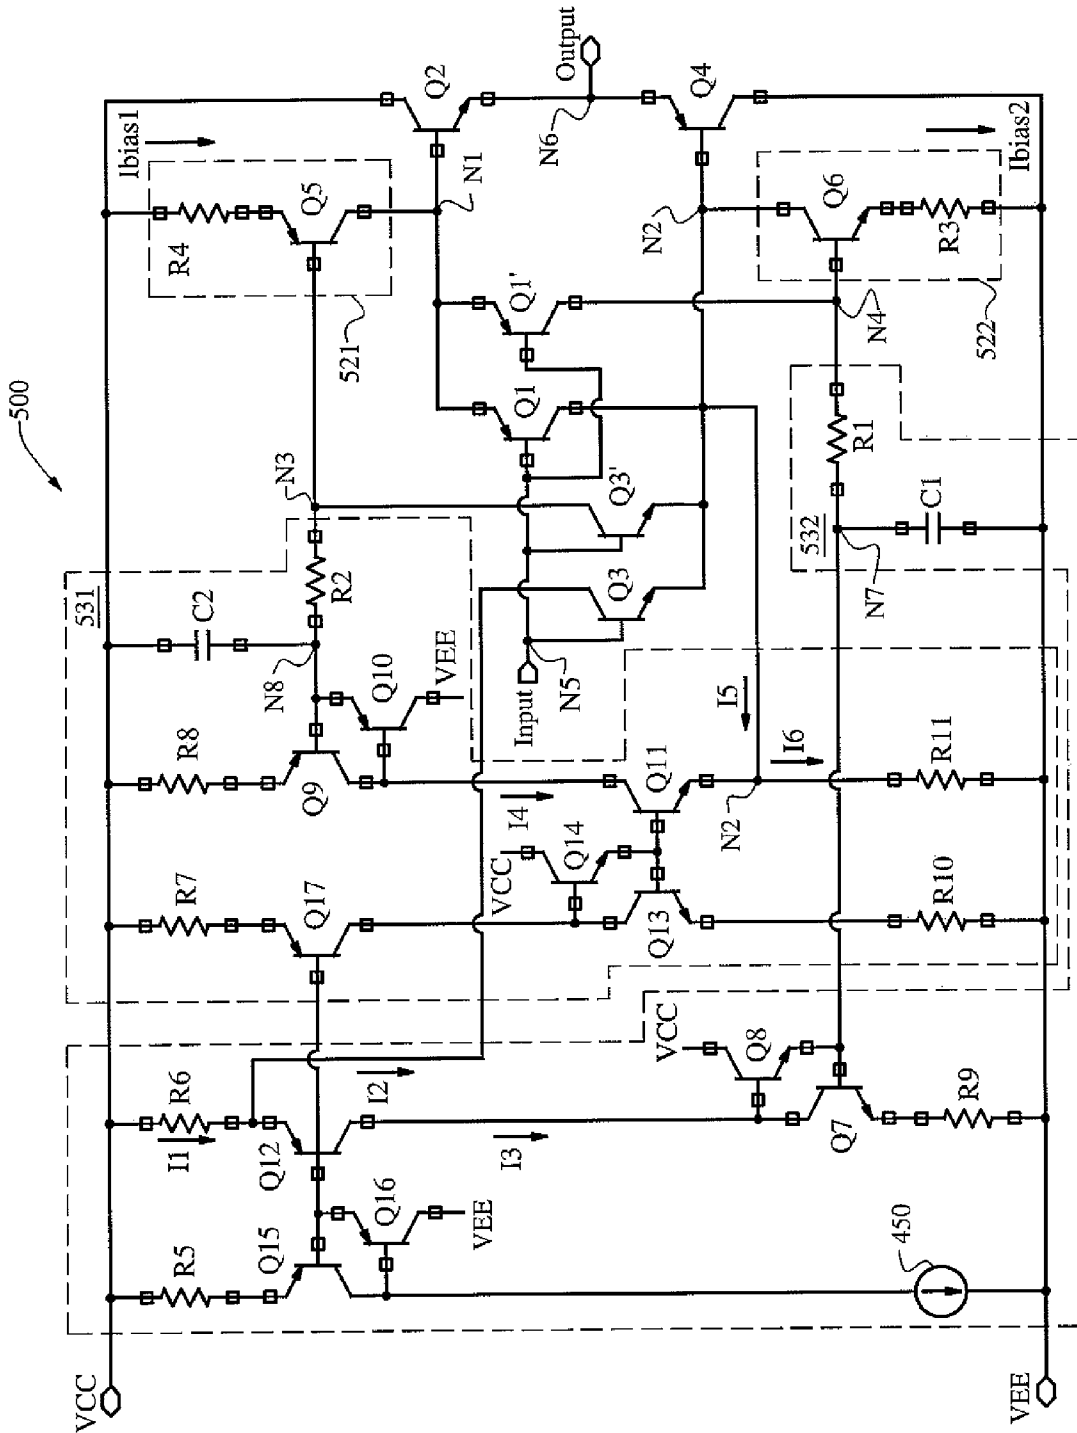 500
VCC
VEE
R5
Q15
Q16
VEE
450
I1
R6
Q12
I2
I3
VCC
Q8
Q7
R9
R7
Q17
VCC
Q14
Q13
R10
531
R8
Q9
C2
N8
Q10
VEE
R2
I4
Q11
N2
I5
I6
R11
N3
Input
N5
Q3
Q3'
Q1
Q1'
532
N7
C1
R1
N4
Ibias1
R4
Q5
521
N1
Q2
N6
Output
Q4
N2
Q6
R3
522
Ibias2